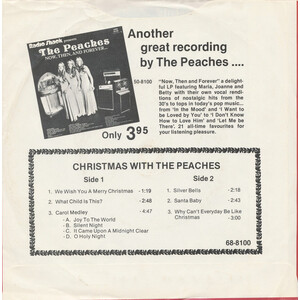 Radio Shack presents
The Peaches
NOW, THEN, AND FOREVER...
Another
great recording
by The Peaches ....
68-8100
"Now, Then and Forever" a delight-
ful LP featuring Maria, Joanne and
Betty with their own vocal rendi-
tions of nostalgic hits from the
30's to tops in today's pop music...
from 'In the Mood' and 'I Want to
be Loved by You' to 'I Don't Know
How to Love Him' and 'Let Me be
There'. 21 all-time favourites for
your listening pleasure.
Only 3.95
CHRISTMAS WITH THE PEACHES
Side 1
1. We Wish You A Merry Christmas -1:19
2. What Child Is This? -2:48
3. Carol Medley -4:47
A. Joy To The World
B. Silent Night
C. It Came Upon A Midnight Clear
D. O Holy Night
Side 2
1. Silver Bells -2:18
2. Santa Baby -2:43
3. Why Can't Everyday Be Like
Christmas -3:00
68-8100